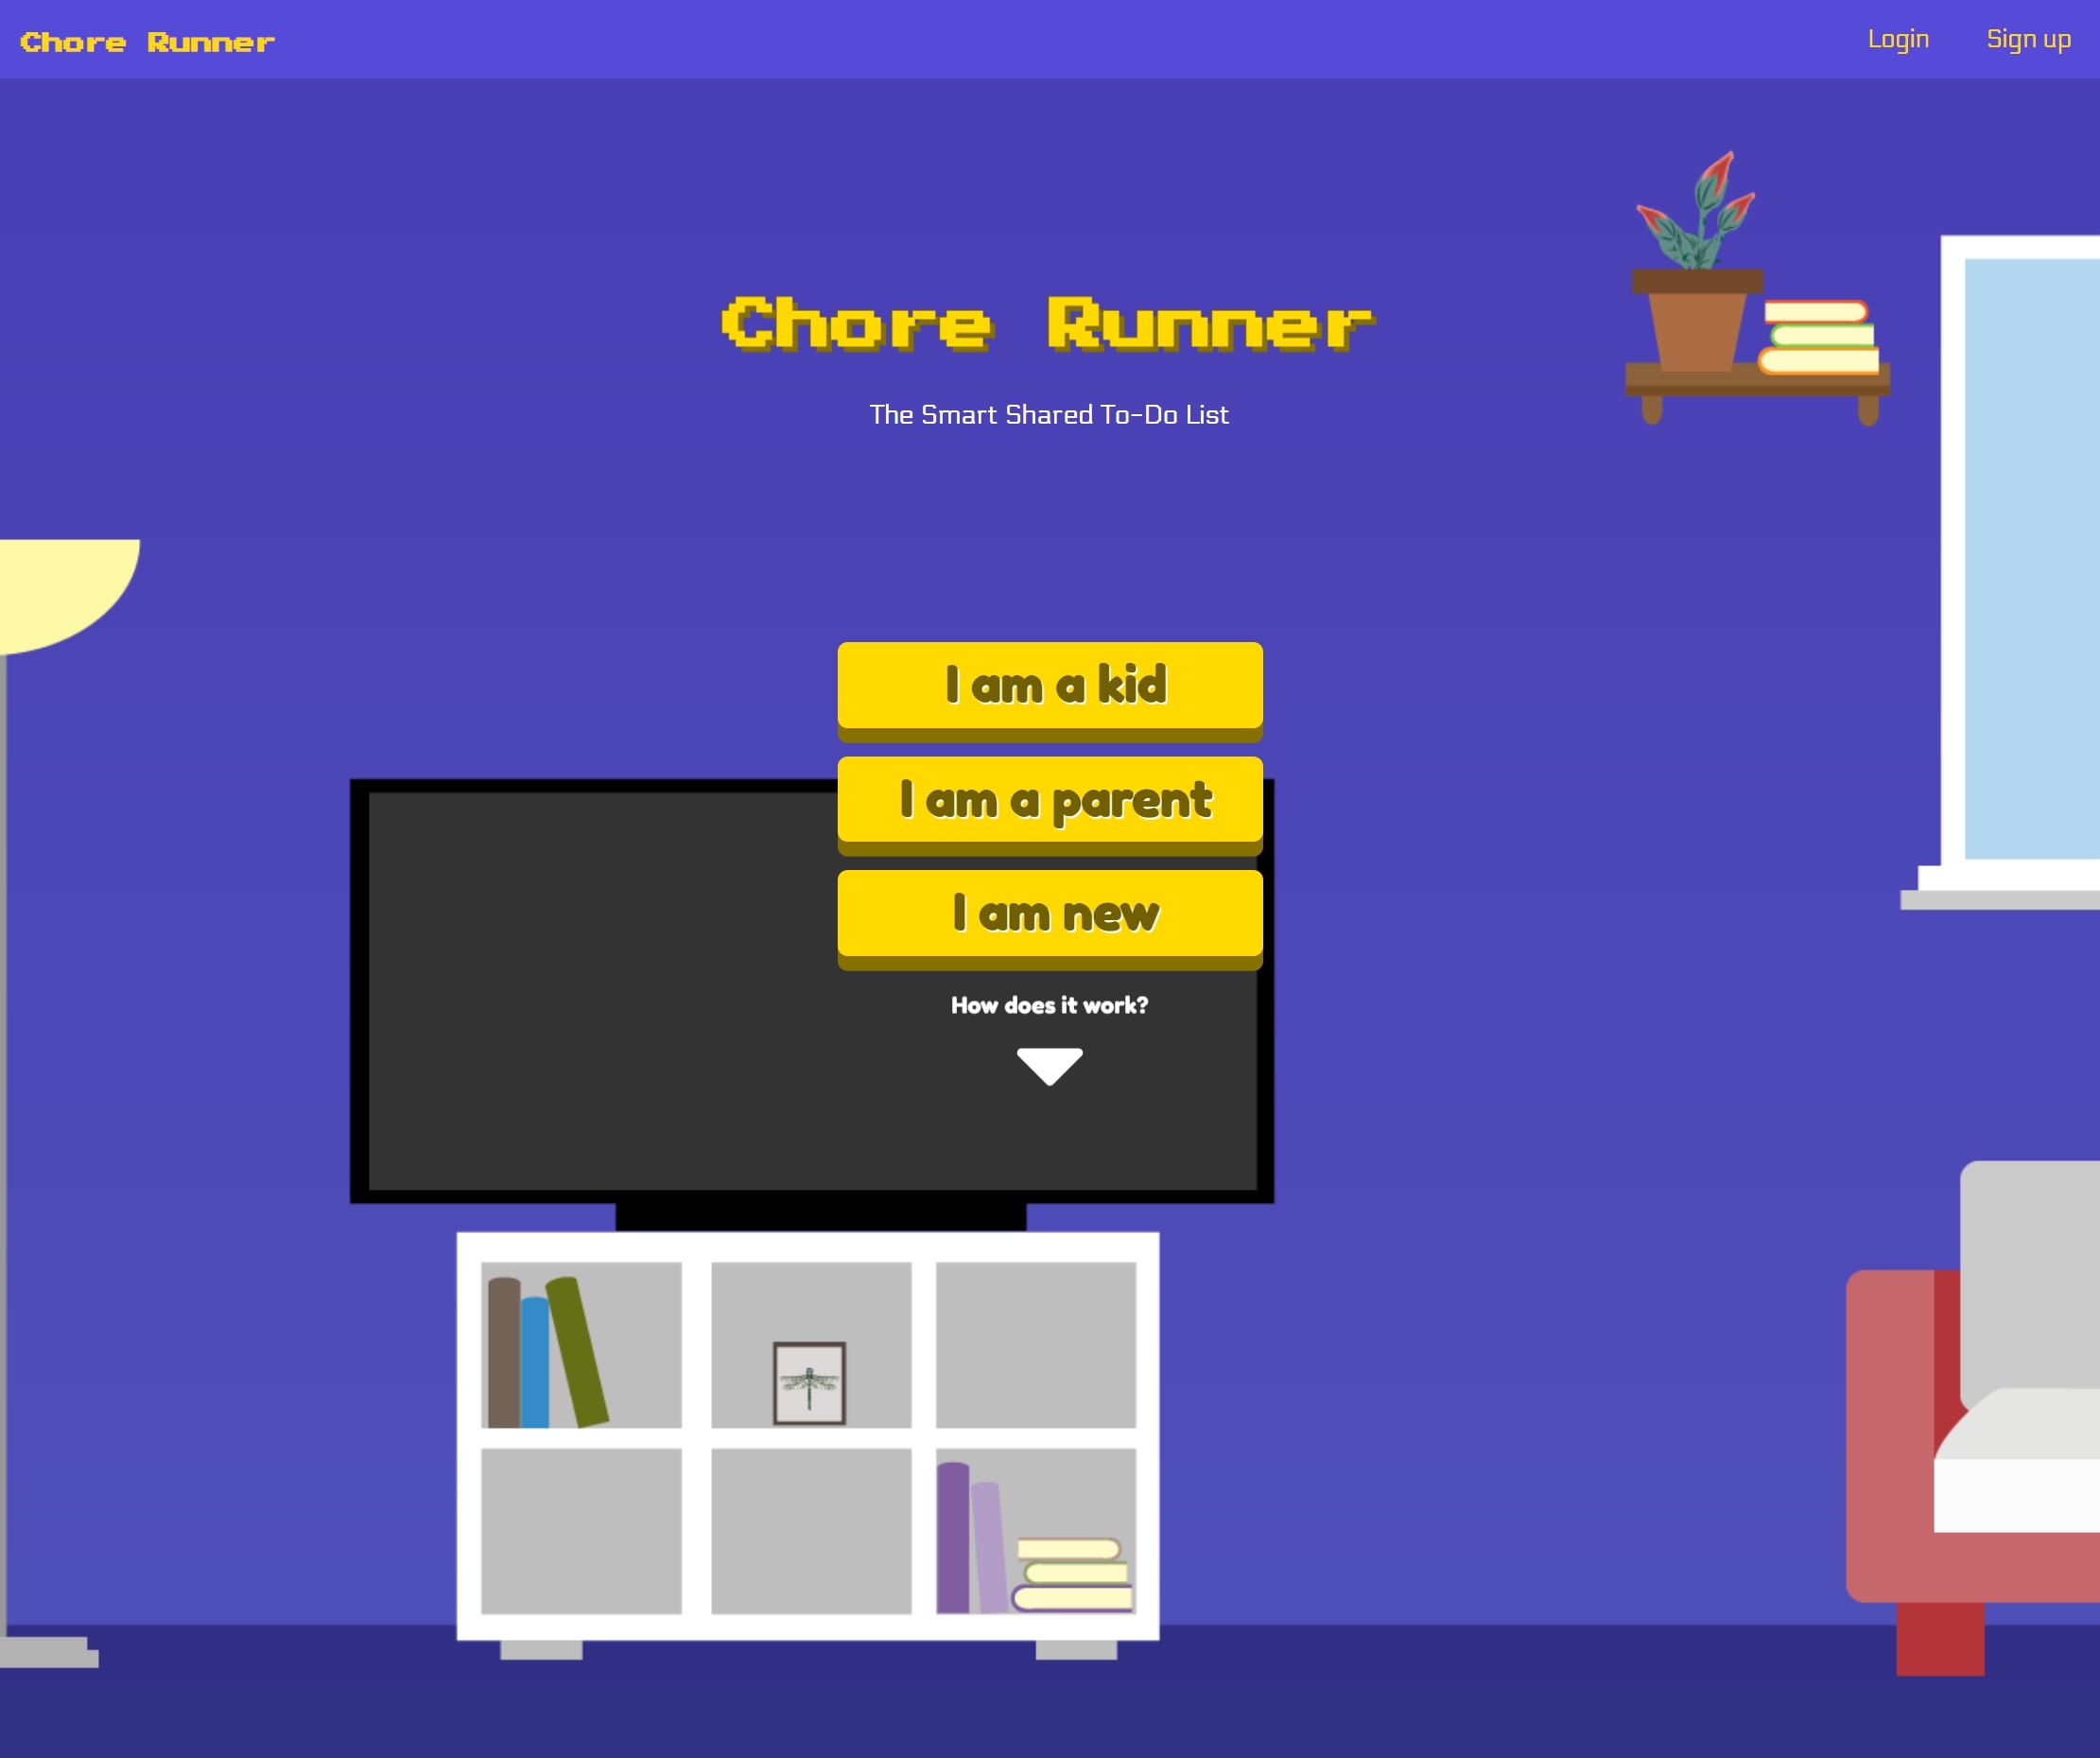 Chore Runner
Login
Sign up
Chore Runner
The Smart Shared To-Do List
I am a kid
I am a parent
I am new
How does it work?